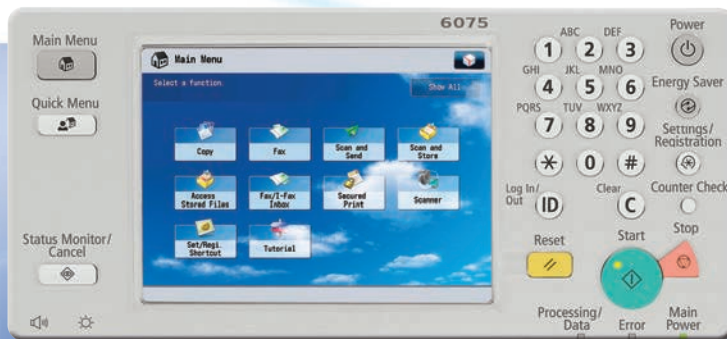 6075
Main Menu
Quick Menu
Status Monitor/
Cancel
Main Menu
Select a function.
Show All
Copy
Fax
Scan and
Send
Scan and
Store
Access
Stored Files
Fax/I-Fax
Inbox
Secured
Print
Scanner
Set/Regi.
Shortcut
Tutorial
ABC DEF
1 2 3
GHI JKL MNO
4 5 6
PQRS TUV WXYZ
7 8 9
* 0 #
Log In/
Out
ID
Clear
C
Power
Energy Saver
Settings/
Registration
Counter Check
Stop
Reset
Start
Processing/
Data
Error
Main
Power